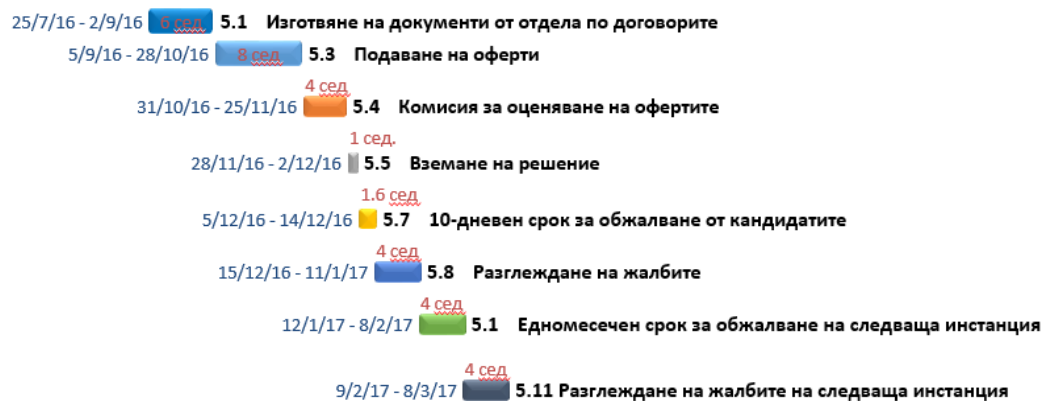 25/7/16 - 2/9/16 6 сед 5.1 Изготвяне на документи от отдела по договорите
5/9/16 - 28/10/16 8 сед 5.3 Подаване на оферти
4 сед
31/10/16 - 25/11/16 5.4 Комисия за оценяване на офертите
1 сед.
28/11/16 - 2/12/16 5.5 Вземане на решение
1.6 сед
5/12/16 - 14/12/16 5.7 10-дневен срок за обжалване от кандидатите
4 сед
15/12/16 - 11/1/17 5.8 Разглеждане на жалбите
4 сед
12/1/17 - 8/2/17 5.1 Едномесечен срок за обжалване на следваща инстанция
4 сед
9/2/17 - 8/3/17 5.11 Разглеждане на жалбите на следваща инстанция